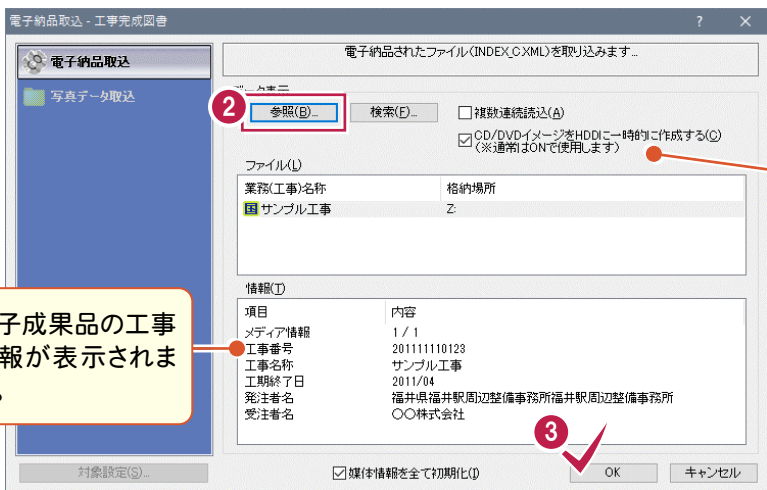 電子納品取込 - 工事完成図書
? ×
電子納品取込
写真データ取込
電子納品されたファイル(INDEX_C.XML)を取り込みます...
データ表示
2
参照(B)...
検索(F)...
複数連続読込(A)
CD/DVDイメージをHDDに一時的に作成する(C)
(※通常はONで使用します)
ファイル(L)
業務(工事)名称 格納場所
国 サンプル工事 Z:
情報(T)
項目 内容
メディア情報 1 / 1
工事番号 201111110123
工事名称 サンプル工事
工期終了日 2011/04
発注者名 福井県福井駅周辺整備事務所福井駅周辺整備事務所
受注者名 〇〇株式会社
子成果品の工事
報が表示されま
。
3
対象設定(S)...
媒体情報を全て初期化(I)
OK
キャンセル